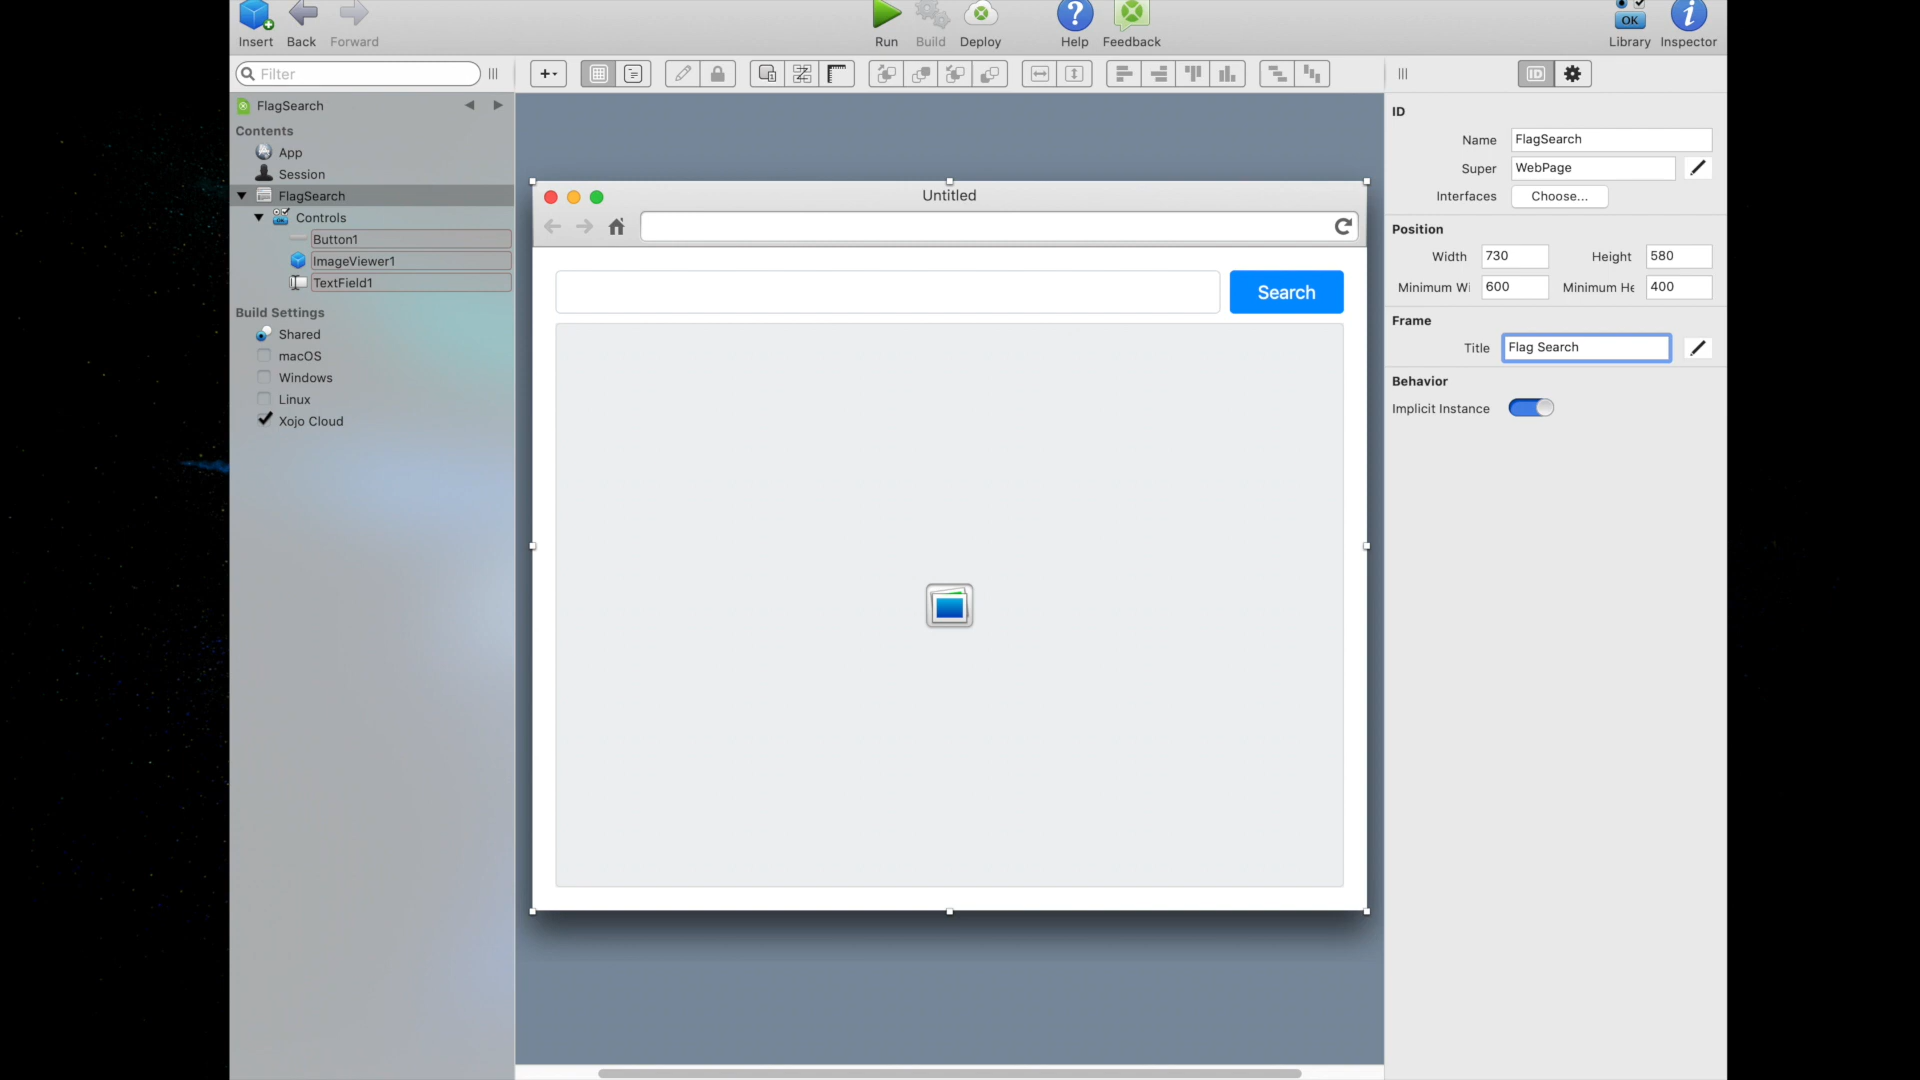 Insert
Back
Forward
Run
Build
Deploy
Help
Feedback
OK
Library
Inspector
Filter
ID
FlagSearch
Contents
App
Session
FlagSearch
Controls
Button1
ImageViewer1
TextField1
Build Settings
Shared
macOS
Windows
Linux
Xojo Cloud
Untitled
Search
ID
Name FlagSearch
Super WebPage
Interfaces Choose...
Position
Width 730 Height 580
Minimum Wi 600 Minimum He 400
Frame
Title Flag Search
Behavior
Implicit Instance